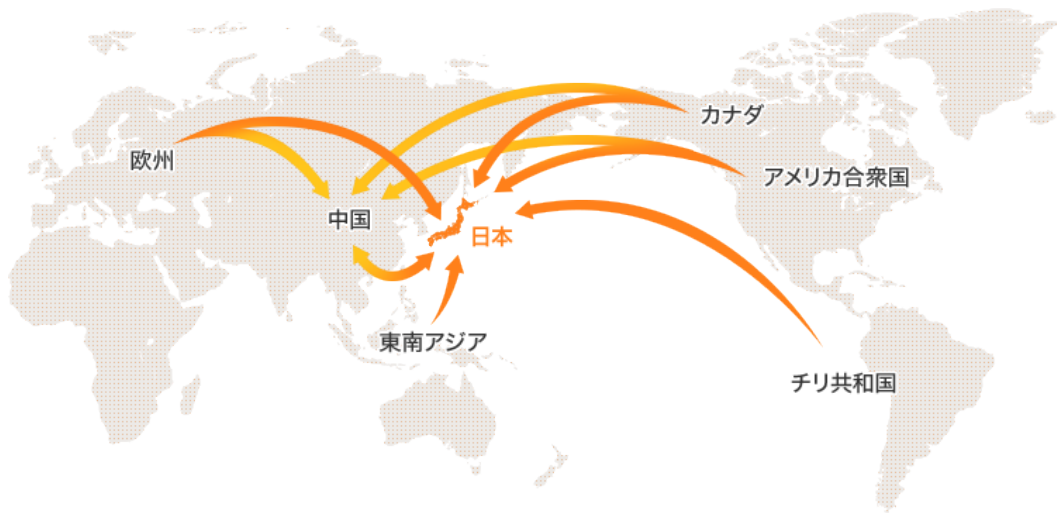 カナダ
欧州
アメリカ合衆国
中国
日本
東南アジア
チリ共和国